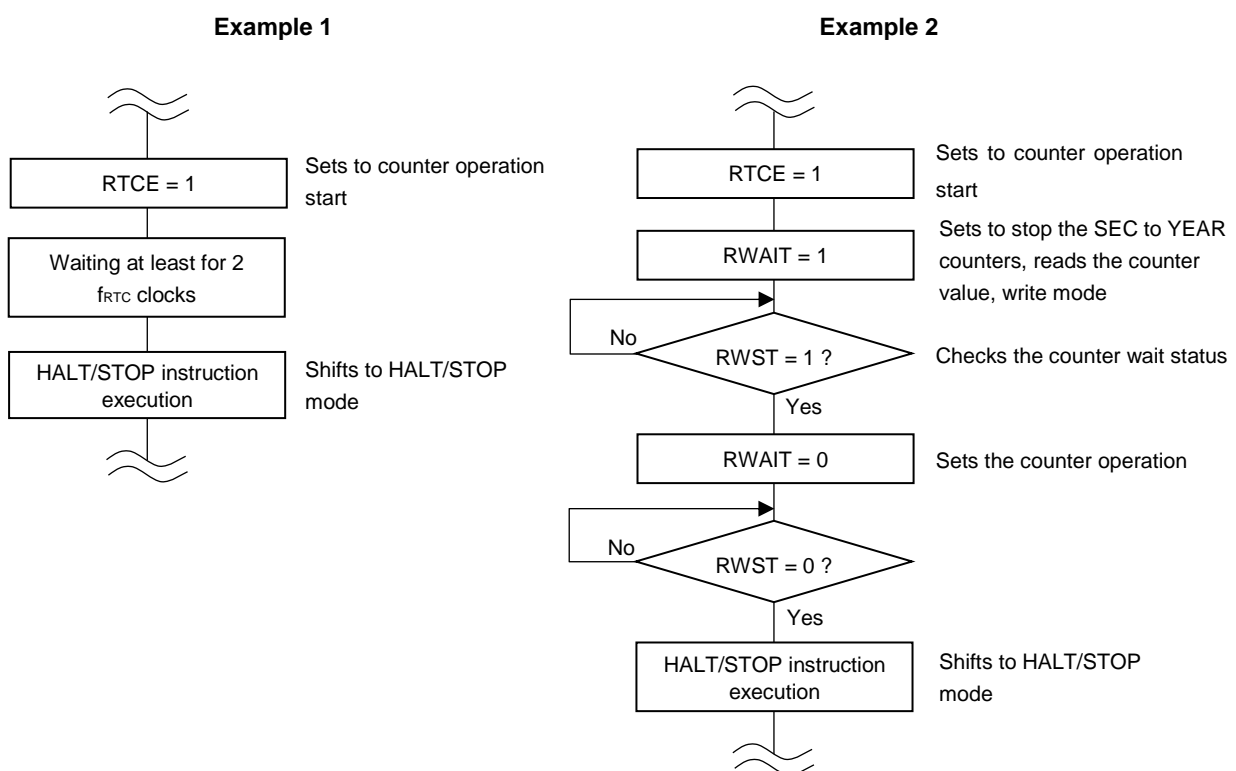 Example 1
RTCE = 1
Sets to counter operation
start
Waiting at least for 2
fRTC clocks
HALT/STOP instruction
execution
Shifts to HALT/STOP
mode
Example 2
RTCE = 1
Sets to counter operation
start
RWAIT = 1
Sets to stop the SEC to YEAR
counters, reads the counter
value, write mode
No
RWST = 1 ?
Checks the counter wait status
Yes
RWAIT = 0
Sets the counter operation
No
RWST = 0 ?
Yes
HALT/STOP instruction
execution
Shifts to HALT/STOP
mode